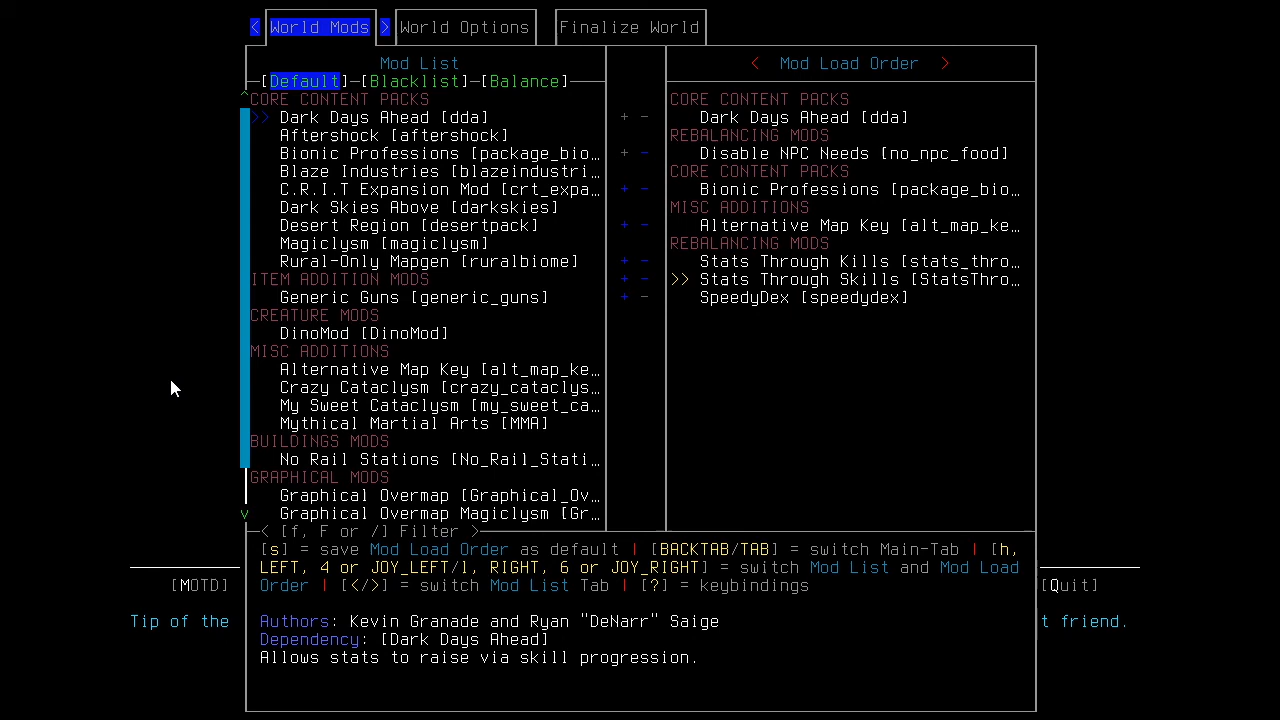 < World Mods > World Options Finalize World
Mod List
[Default]-[Blacklist]-[Balance]
< Mod Load Order >
^CORE CONTENT PACKS
>> Dark Days Ahead [dda]
Aftershock [aftershock]
Bionic Professions [package_bio…
Blaze Industries [blazeindustri…
C.R.I.T Expansion Mod [crt_expa…
Dark Skies Above [darkskies]
Desert Region [desertpack]
Magiclysm [magiclysm]
Rural-Only Mapgen [ruralbiome]
ITEM ADDITION MODS
Generic Guns [generic_guns]
CREATURE MODS
DinoMod [DinoMod]
MISC ADDITIONS
Alternative Map Key [alt_map_ke…
Crazy Cataclysm [crazy_cataclys…
My Sweet Cataclysm [my_sweet_ca…
Mythical Martial Arts [MMA]
BUILDINGS MODS
No Rail Stations [No_Rail_Stati…
GRAPHICAL MODS
Graphical Overmap [Graphical_Ov…
v Graphical Overmap Magiclysm [Gr…
< [f, F or /] Filter >
+ -
+ -
+ -
+ -
+ -
+ -
+ -
CORE CONTENT PACKS
Dark Days Ahead [dda]
REBALANCING MODS
Disable NPC Needs [no_npc_food]
CORE CONTENT PACKS
Bionic Professions [package_bio…
MISC ADDITIONS
Alternative Map Key [alt_map_ke…
REBALANCING MODS
Stats Through Kills [stats_thro…
>> Stats Through Skills [StatsThro…
SpeedyDex [speedydex]
[s] = save Mod Load Order as default | [BACKTAB/TAB] = switch Main-Tab | [h,
LEFT, 4 or JOY_LEFT/l, RIGHT, 6 or JOY_RIGHT] = switch Mod List and Mod Load
Order | [</>] = switch Mod List Tab | [?] = keybindings
[MOTD]
[Quit]
Tip of the
t friend.
Authors: Kevin Granade and Ryan "DeNarr" Saige
Dependency: [Dark Days Ahead]
Allows stats to raise via skill progression.